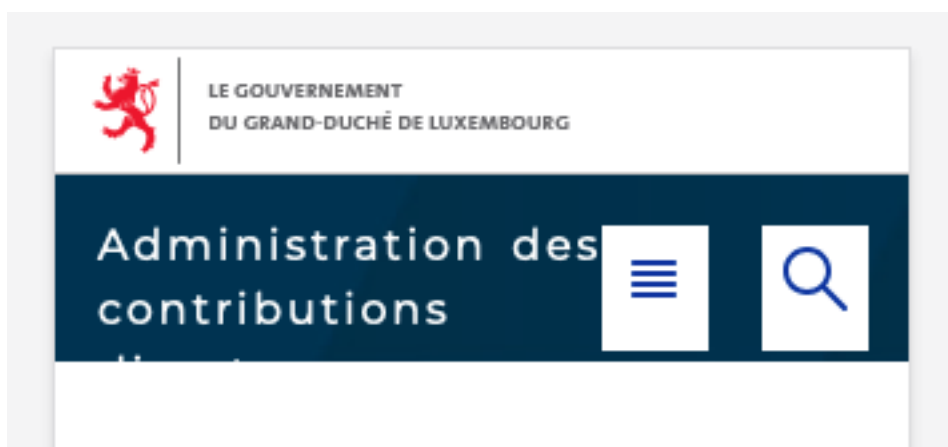 LE GOUVERNEMENT
DU GRAND-DUCHÉ DE LUXEMBOURG
Administration des
contributions